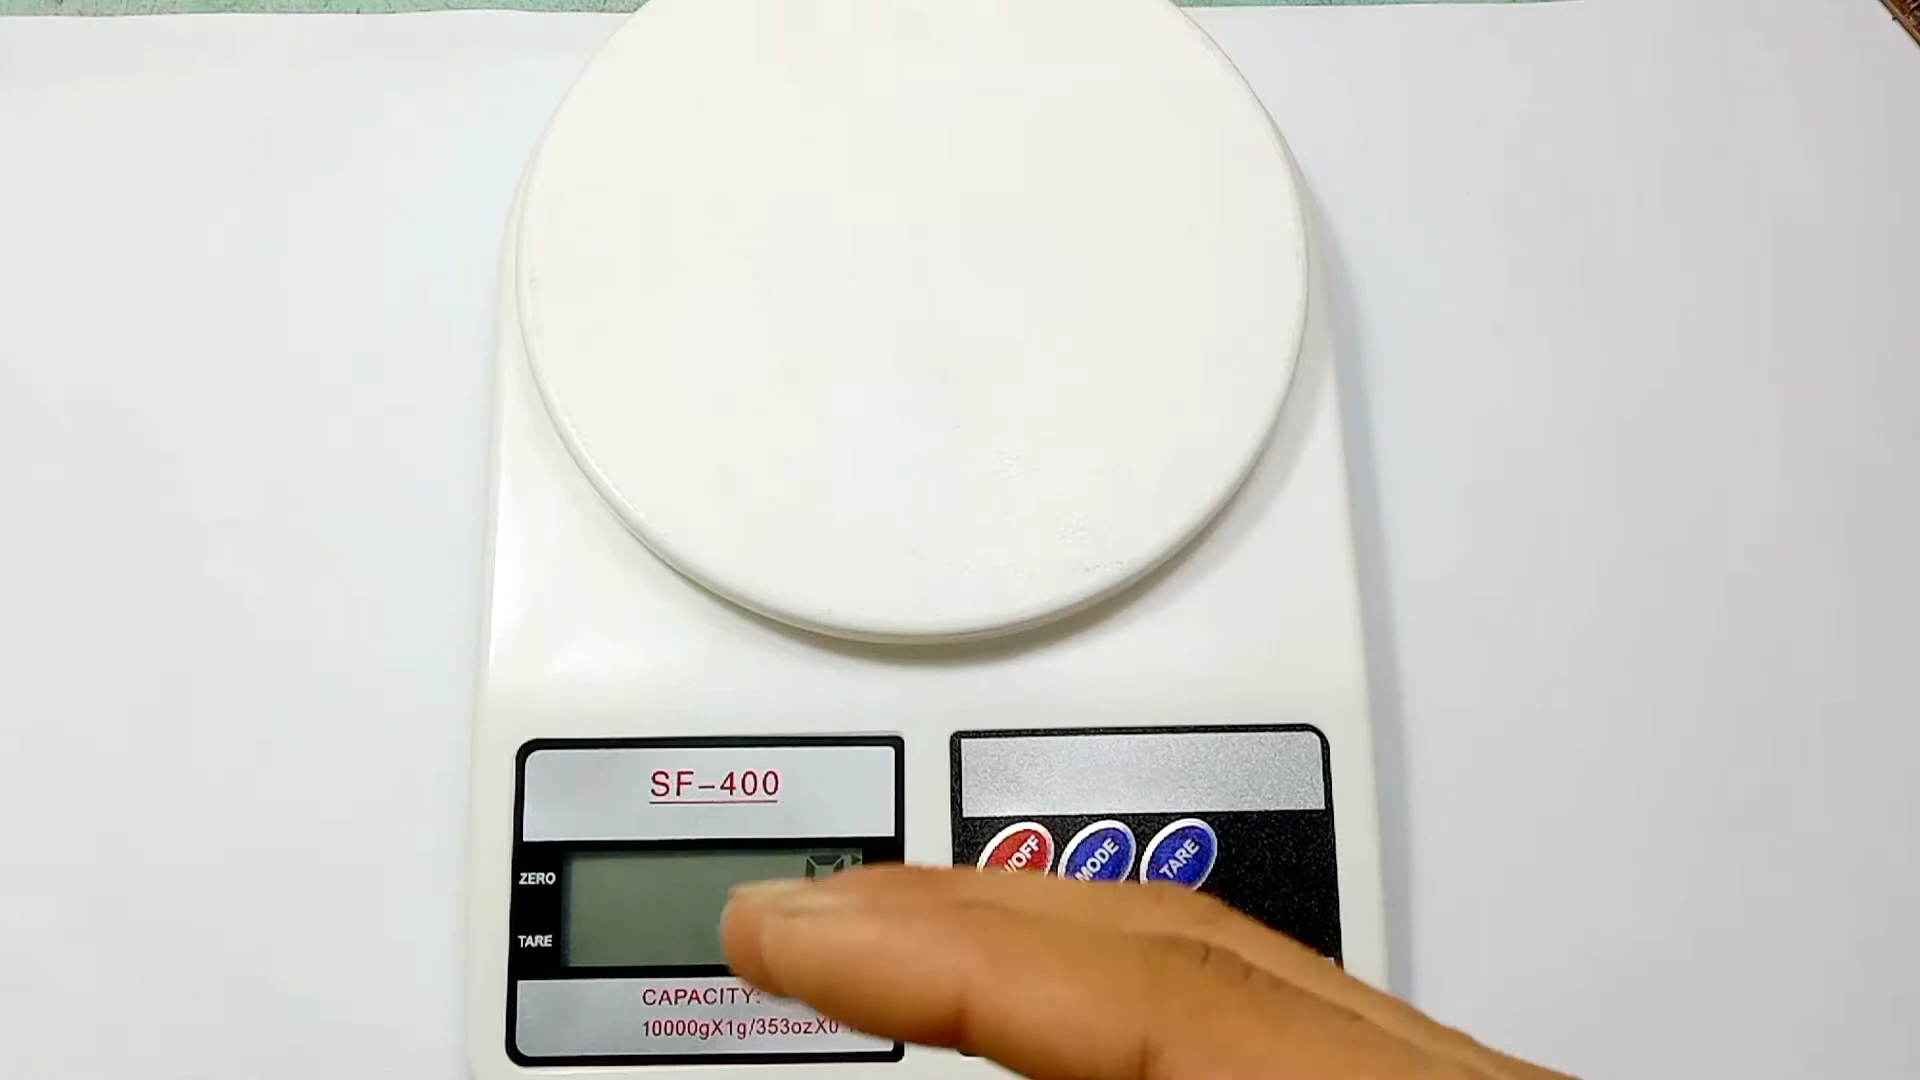 SF-400
ZERO
TARE
CAPACITY:
10000gX1g/353ozX0
MODE
TARE